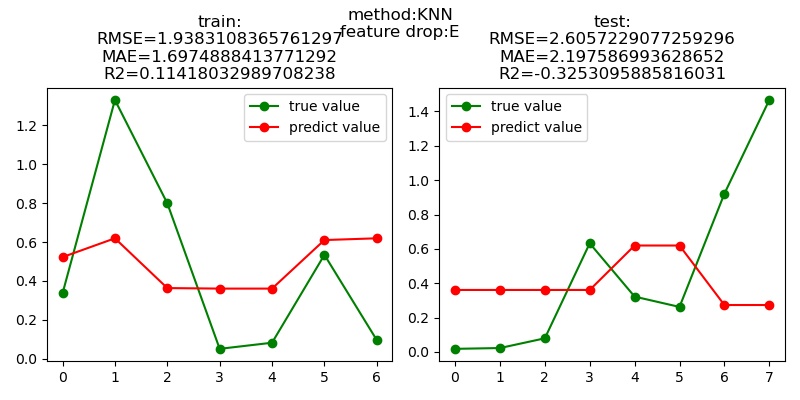 method:KNN
feature drop:E
train:
RMSE=1.9383108365761297
MAE=1.6974888413771292
R2=0.11418032989708238
test:
RMSE=2.6057229077259296
MAE=2.197586993628652
R2=-0.3253095885816031
true value
predict value
1.2
1.0
0.8
0.6
0.4
0.2
0.0
0 1 2 3 4 5 6
true value
predict value
1.4
1.2
1.0
0.8
0.6
0.4
0.2
0.0
0 1 2 3 4 5 6 7